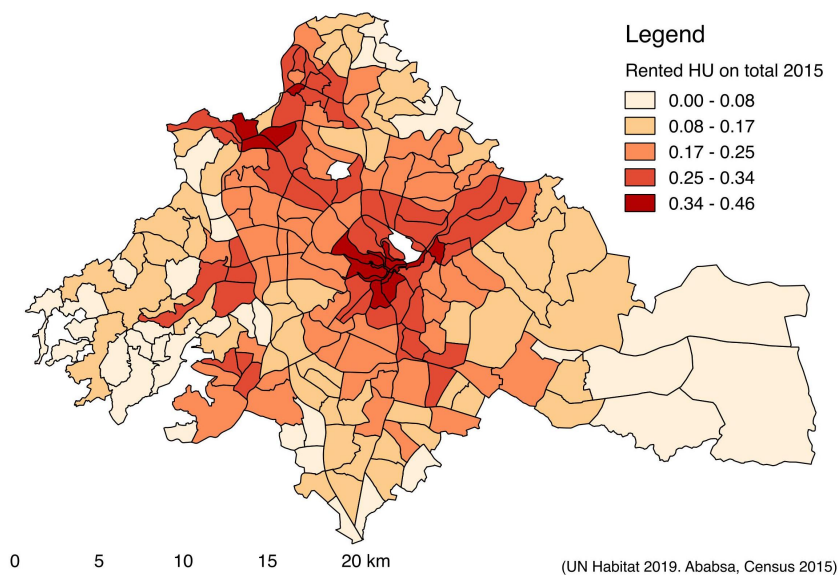 Legend
Rented HU on total 2015
0.00 - 0.08
0.08 - 0.17
0.17 - 0.25
0.25 - 0.34
0.34 - 0.46
0 5 10 15 20 km
(UN Habitat 2019. Ababsa, Census 2015)